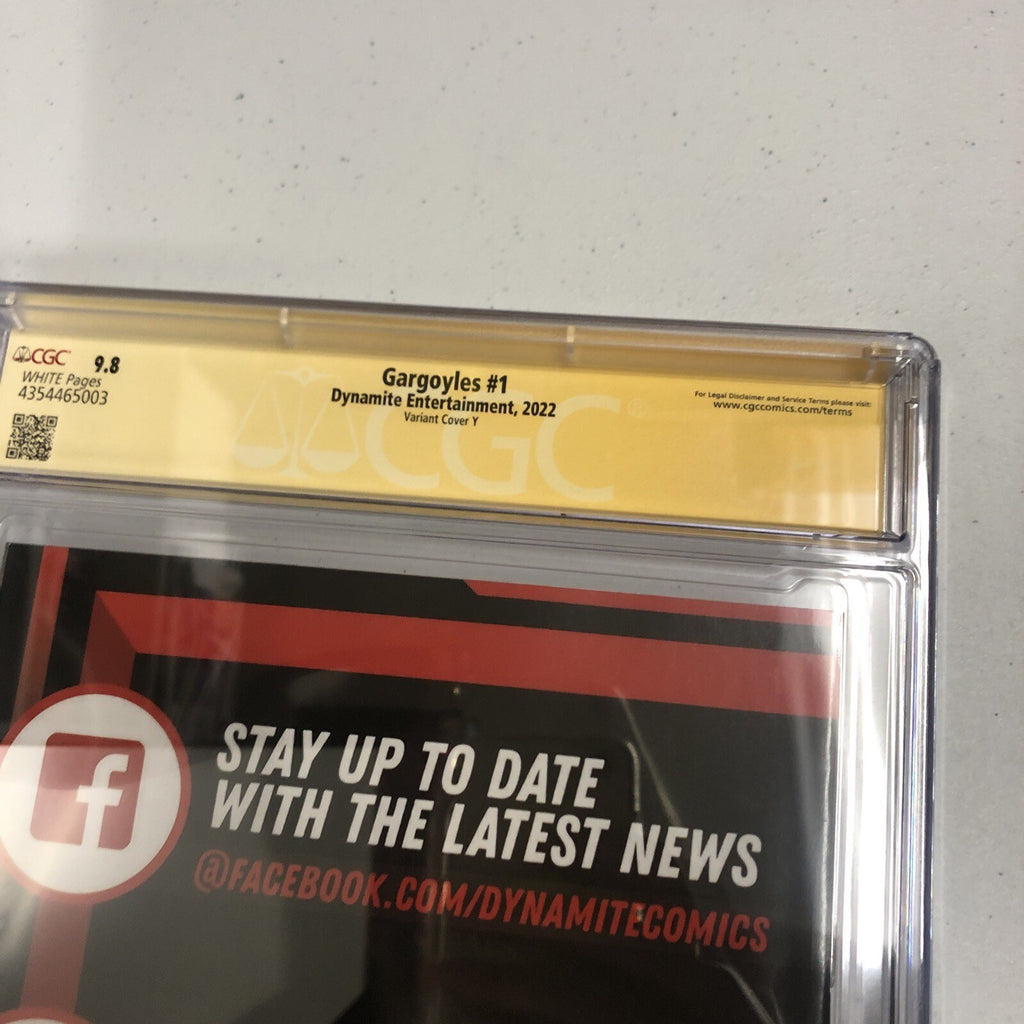 CGC 9.8
WHITE Pages
4354465003
Gargoyles #1
Dynamite Entertainment, 2022
Variant Cover Y
For Legal Disclaimer and Service Terms please visit:
www.cgccomics.com/terms
CGC®
f
STAY UP TO DATE
WITH THE LATEST NEWS
@FACEBOOK.COM/DYNAMITECOMICS